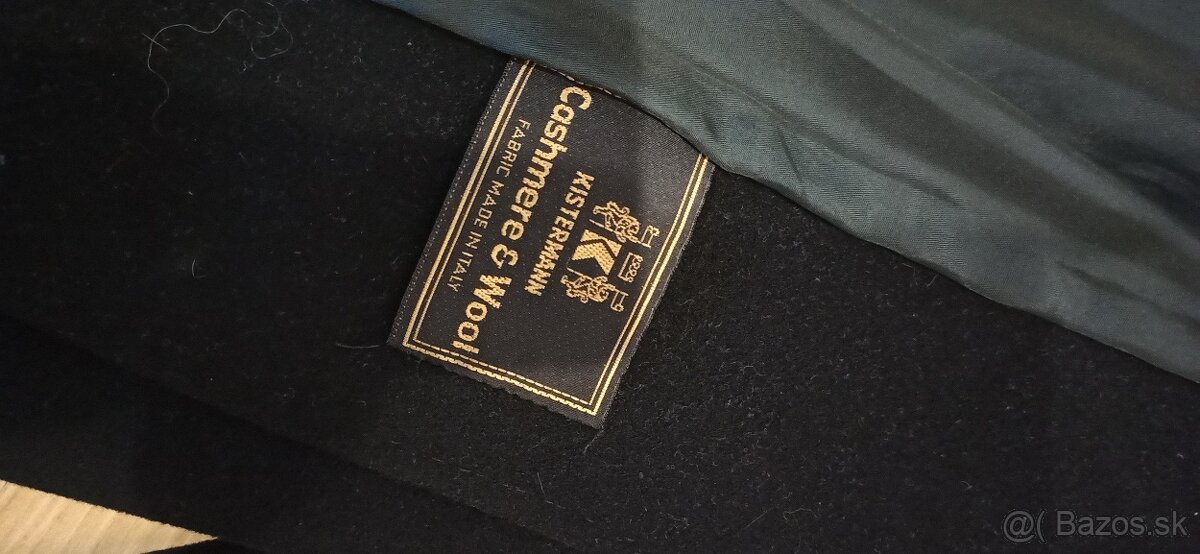 K
KISTERMANN
Cashmere & Wool
FABRIC MADE IN ITALY
@( Bazos.sk